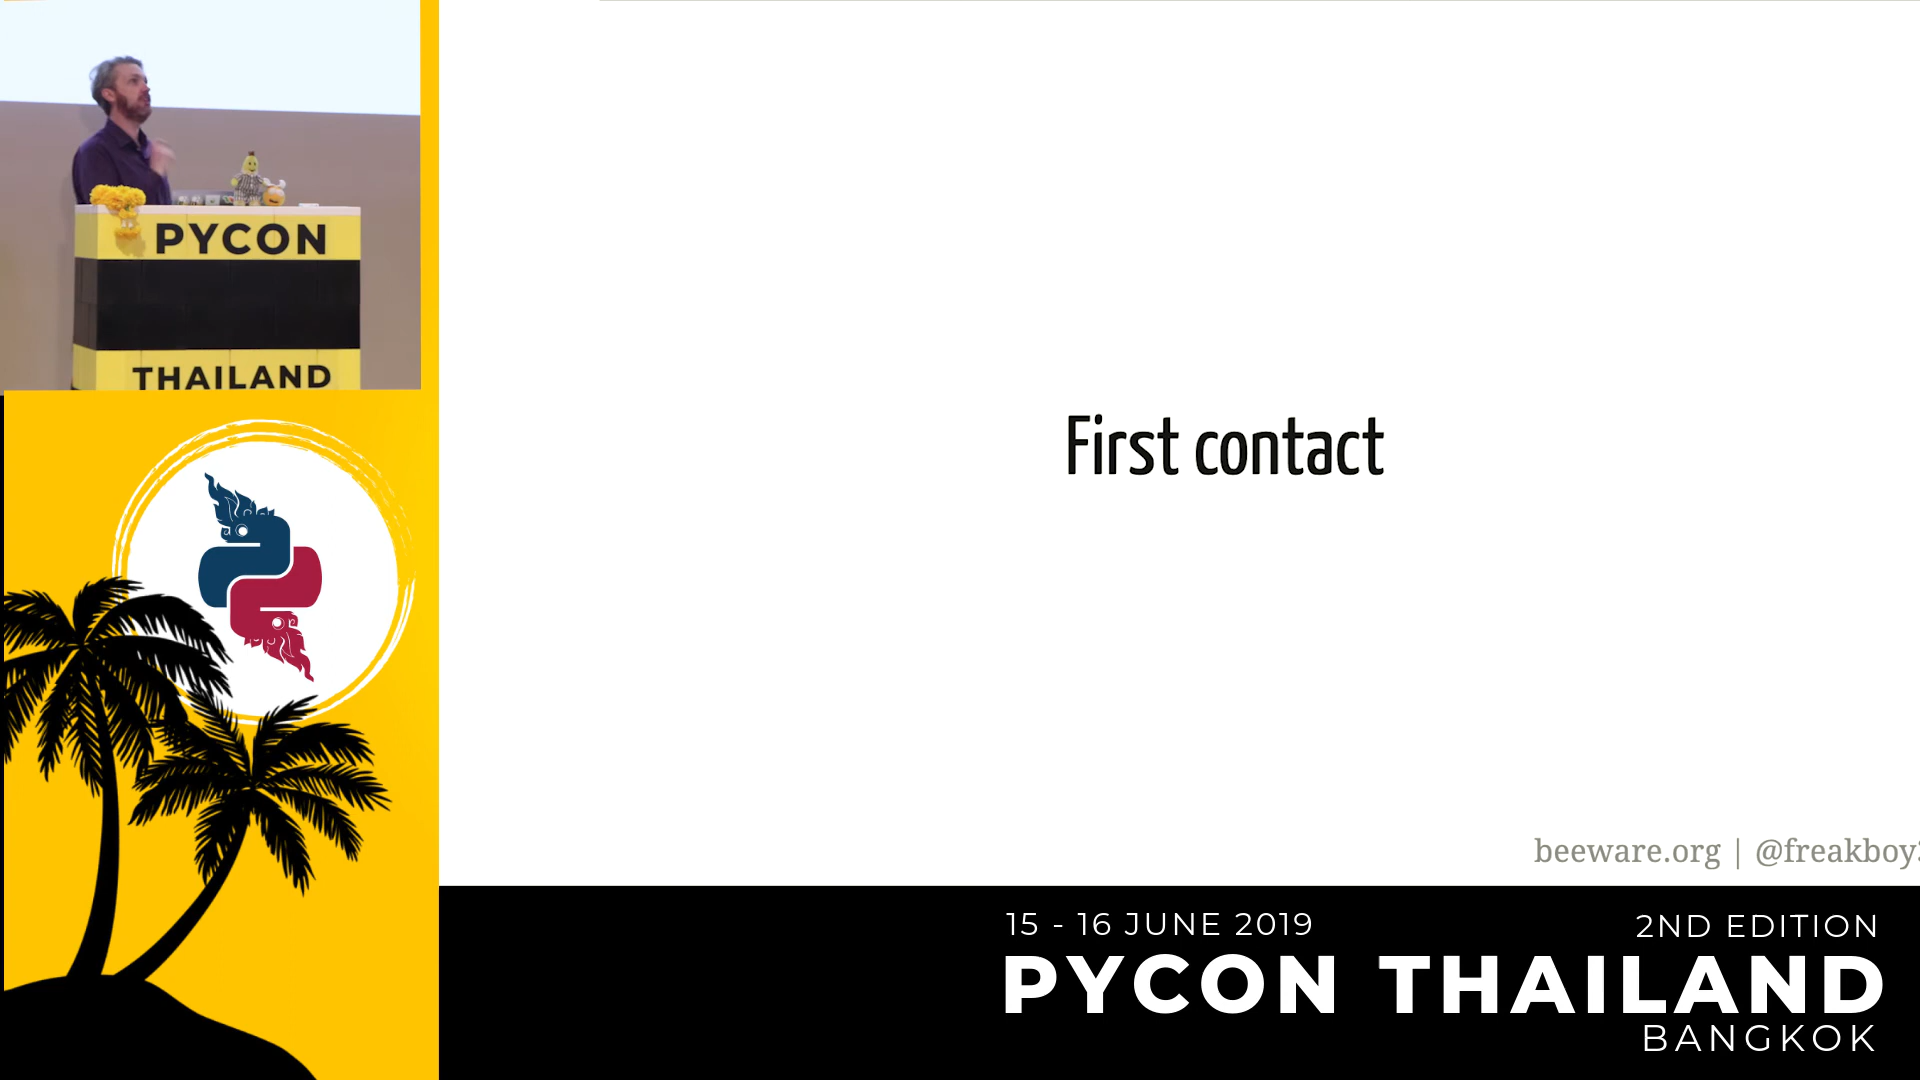 PYCON
THAILAND
First contact
beeware.org | @freakboy
15 - 16 JUNE 2019
2ND EDITION
PYCON THAILAND
BANGKOK